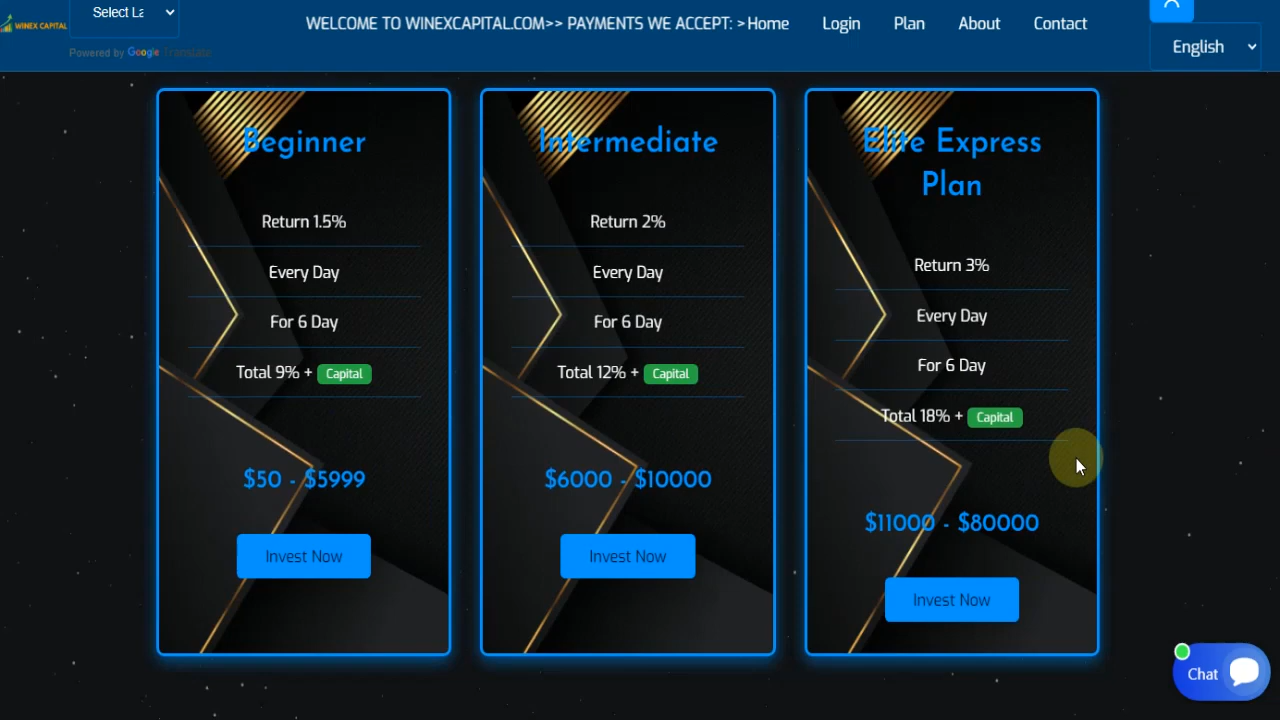 WINEX CAPITAL
Select La
Powered by Google Translate
WELCOME TO WINEXCAPITAL.COM>> PAYMENTS WE ACCEPT: >
Home
Login
Plan
About
Contact
English
Beginner
Return 1.5%
Every Day
For 6 Day
Total 9% + Capital
$50 - $5999
Invest Now
Intermediate
Return 2%
Every Day
For 6 Day
Total 12% + Capital
$6000 - $10000
Invest Now
Elite Express
Plan
Return 3%
Every Day
For 6 Day
Total 18% + Capital
$11000 - $80000
Invest Now
Chat